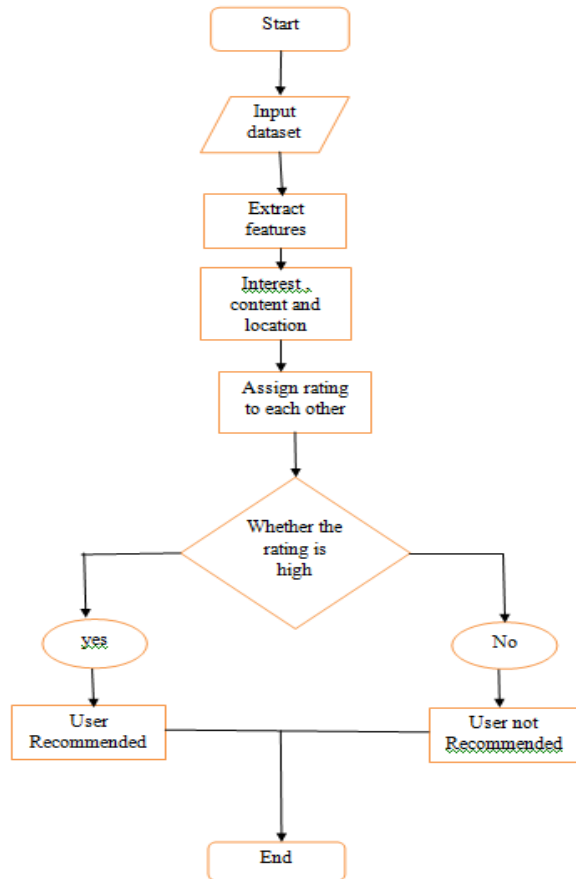 Start
Input
dataset
Extract
features
Interest ,
content and
location
Assign rating
to each other
Whether the
rating is
high
yes
No
User
Recommended
User not
Recommended
End